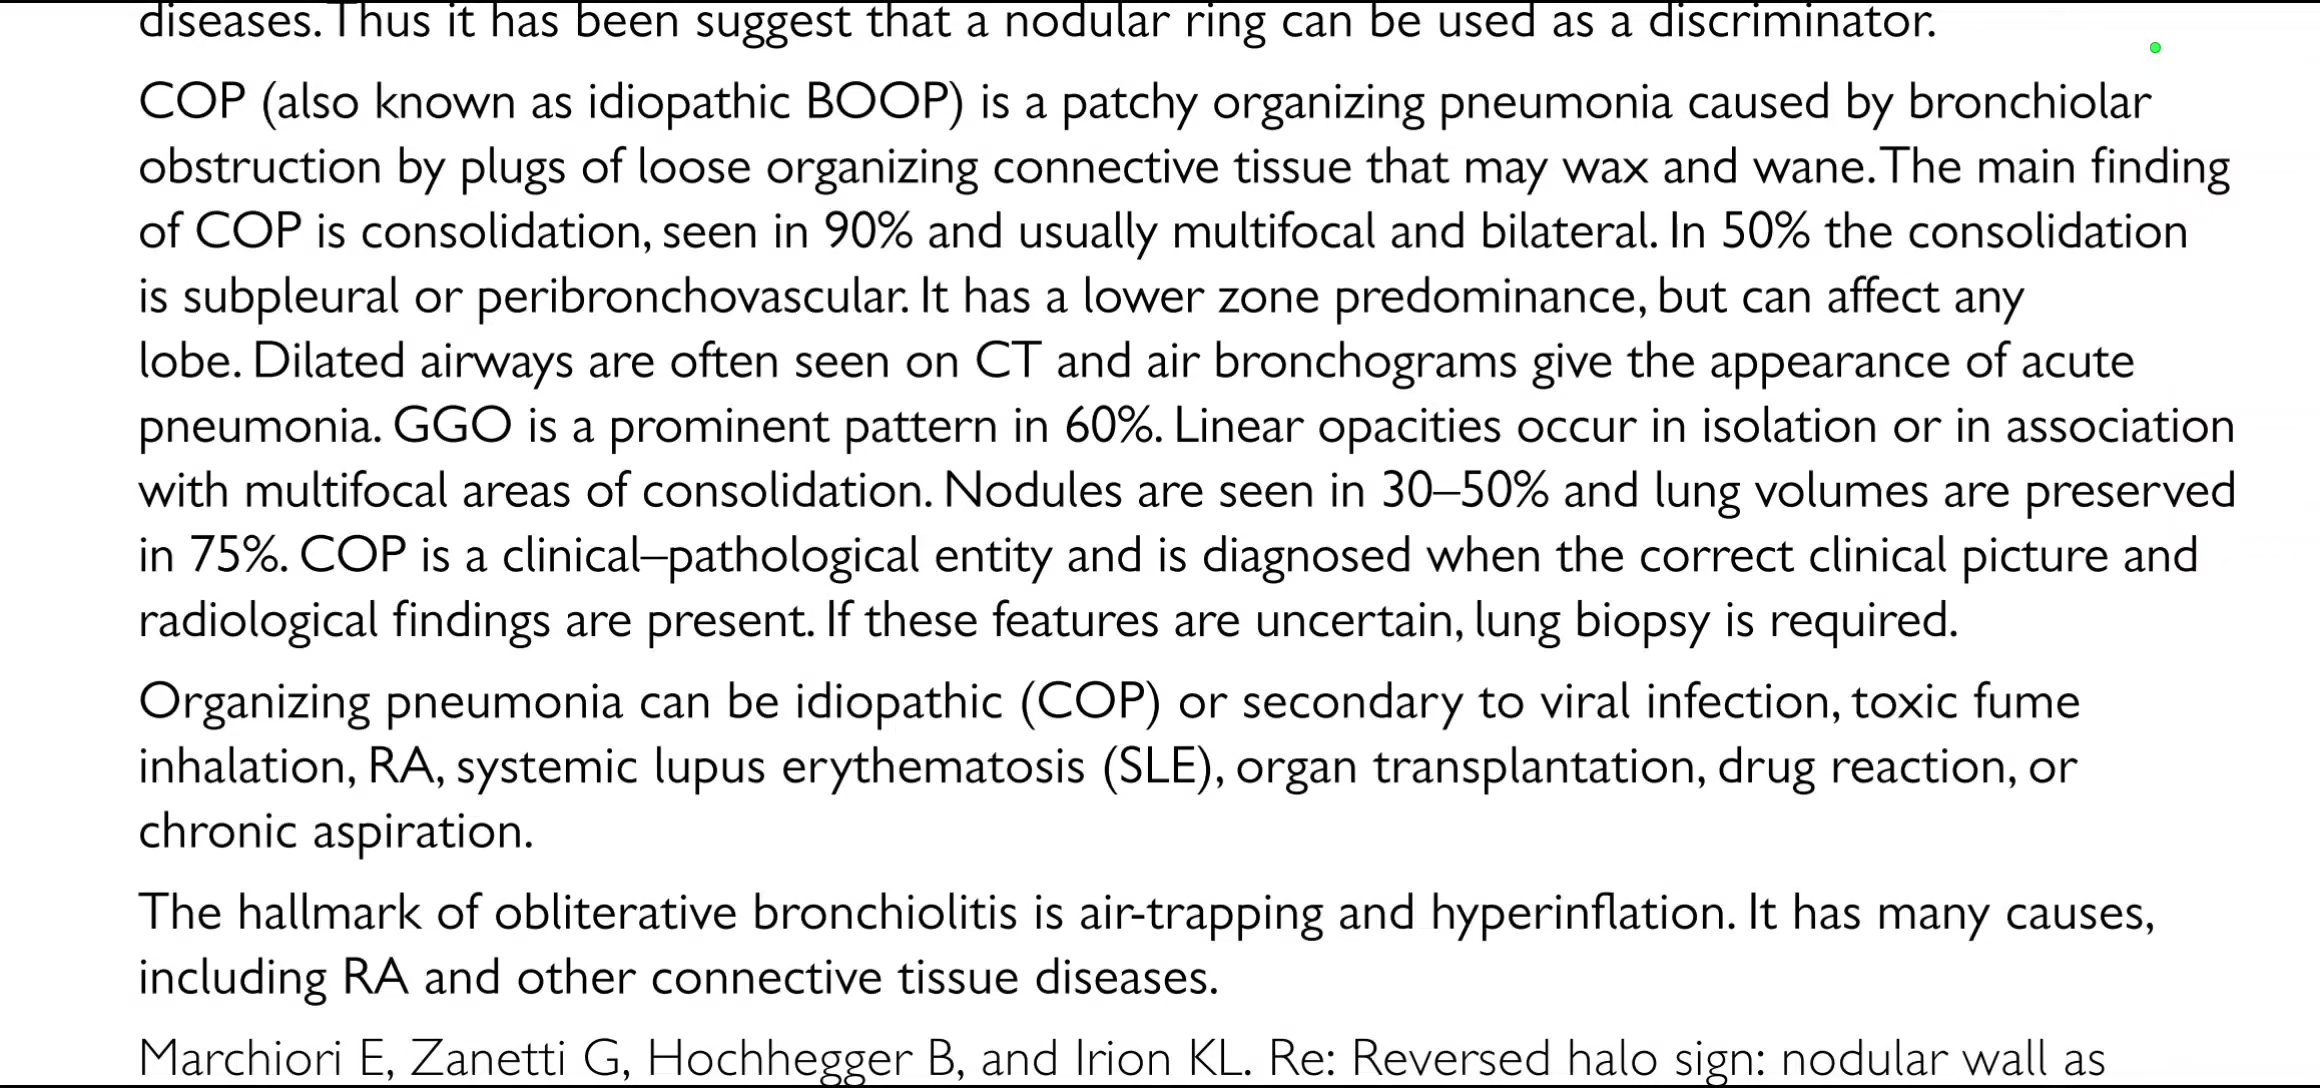 diseases. Thus it has been suggest that a nodular ring can be used as a discriminator.
COP (also known as idiopathic BOOP) is a patchy organizing pneumonia caused by bronchiolar
obstruction by plugs of loose organizing connective tissue that may wax and wane. The main finding
of COP is consolidation, seen in 90% and usually multifocal and bilateral. In 50% the consolidation
is subpleural or peribronchovascular. It has a lower zone predominance, but can affect any
lobe. Dilated airways are often seen on CT and air bronchograms give the appearance of acute
pneumonia. GGO is a prominent pattern in 60%. Linear opacities occur in isolation or in association
with multifocal areas of consolidation. Nodules are seen in 30–50% and lung volumes are preserved
in 75%. COP is a clinical–pathological entity and is diagnosed when the correct clinical picture and
radiological findings are present. If these features are uncertain, lung biopsy is required.
Organizing pneumonia can be idiopathic (COP) or secondary to viral infection, toxic fume
inhalation, RA, systemic lupus erythematosis (SLE), organ transplantation, drug reaction, or
chronic aspiration.
The hallmark of obliterative bronchiolitis is air-trapping and hyperinflation. It has many causes,
including RA and other connective tissue diseases.
Marchiori E, Zanetti G, Hochhegger B, and Irion KL. Re: Reversed halo sign: nodular wall as